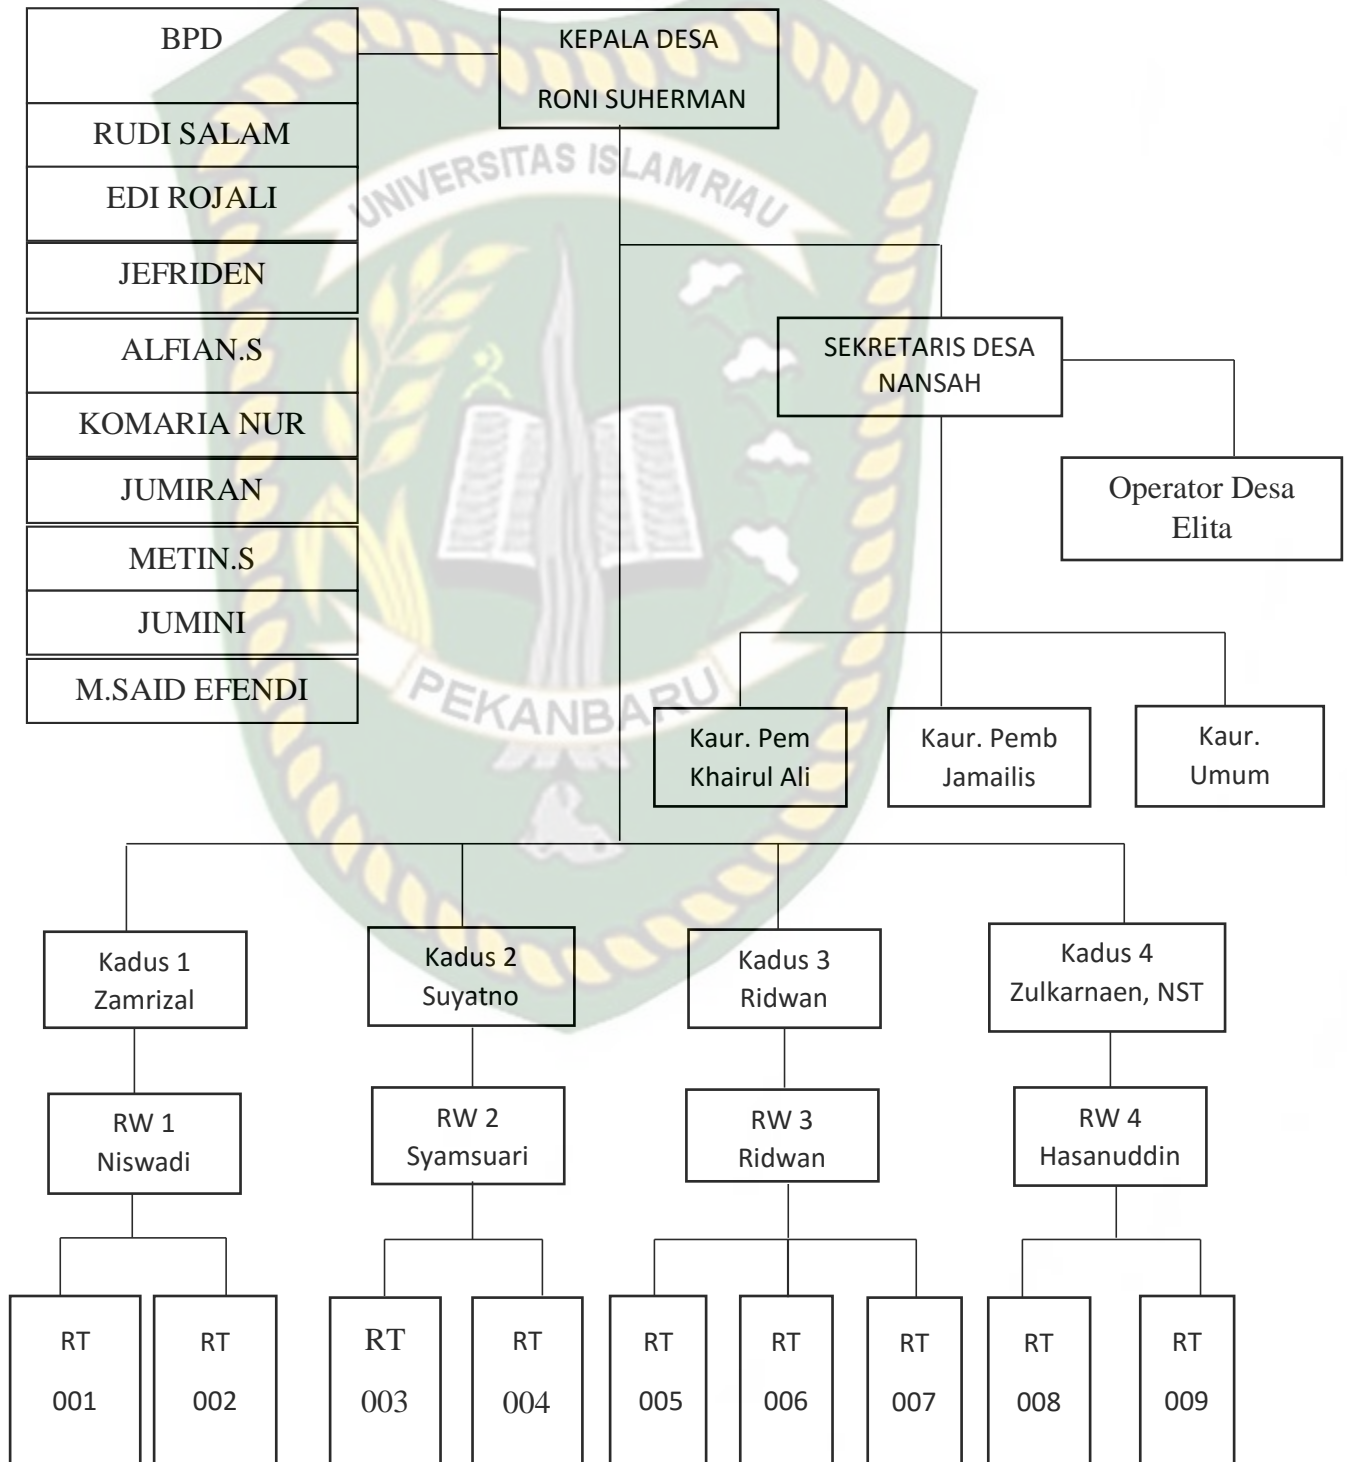 BPD
RUDI SALAM
EDI ROJALI
JEFRIDEN
ALFIAN.S
KOMARIA NUR
JUMIRAN
METIN.S
JUMINI
M.SAID EFENDI
KEPALA DESA
RONI SUHERMAN
UNIVERSITAS ISLAM RIAU
SEKRETARIS DESA
NANSAH
Operator Desa
Elita
PEKANBARU
Kaur. Pem
Khairul Ali
Kaur. Pemb
Jamailis
Kaur.
Umum
Kadus 1
Zamrizal
Kadus 2
Suyatno
Kadus 3
Ridwan
Kadus 4
Zulkarnaen, NST
RW 1
Niswadi
RW 2
Syamsuari
RW 3
Ridwan
RW 4
Hasanuddin
RT
001
RT
002
RT
003
RT
004
RT
005
RT
006
RT
007
RT
008
RT
009